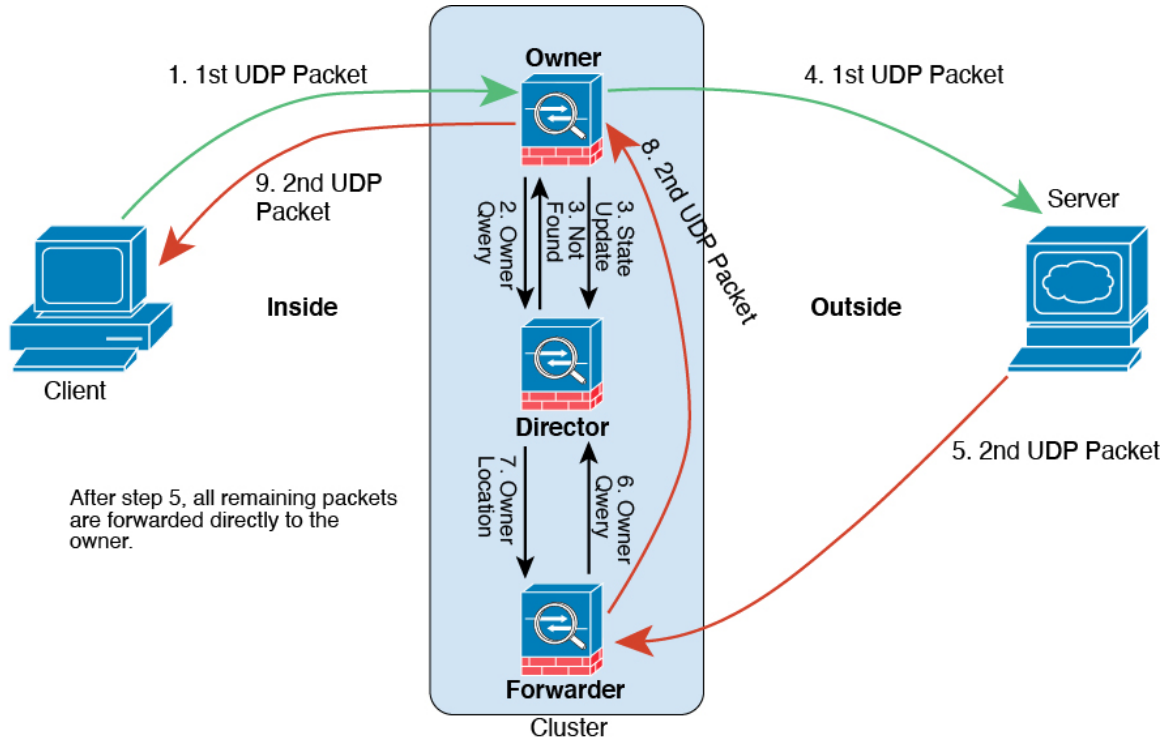 Owner
1. 1st UDP Packet
4. 1st UDP Packet
9. 2nd UDP
Packet
2. Owner
Qwery
3. Not
Found
3. State
Update
8. 2nd UDP Packet
Server
Inside
Outside
Client
Director
5. 2nd UDP Packet
7. Owner
Location
6. Owner
Qwery
After step 5, all remaining packets
are forwarded directly to the
owner.
Forwarder
Cluster